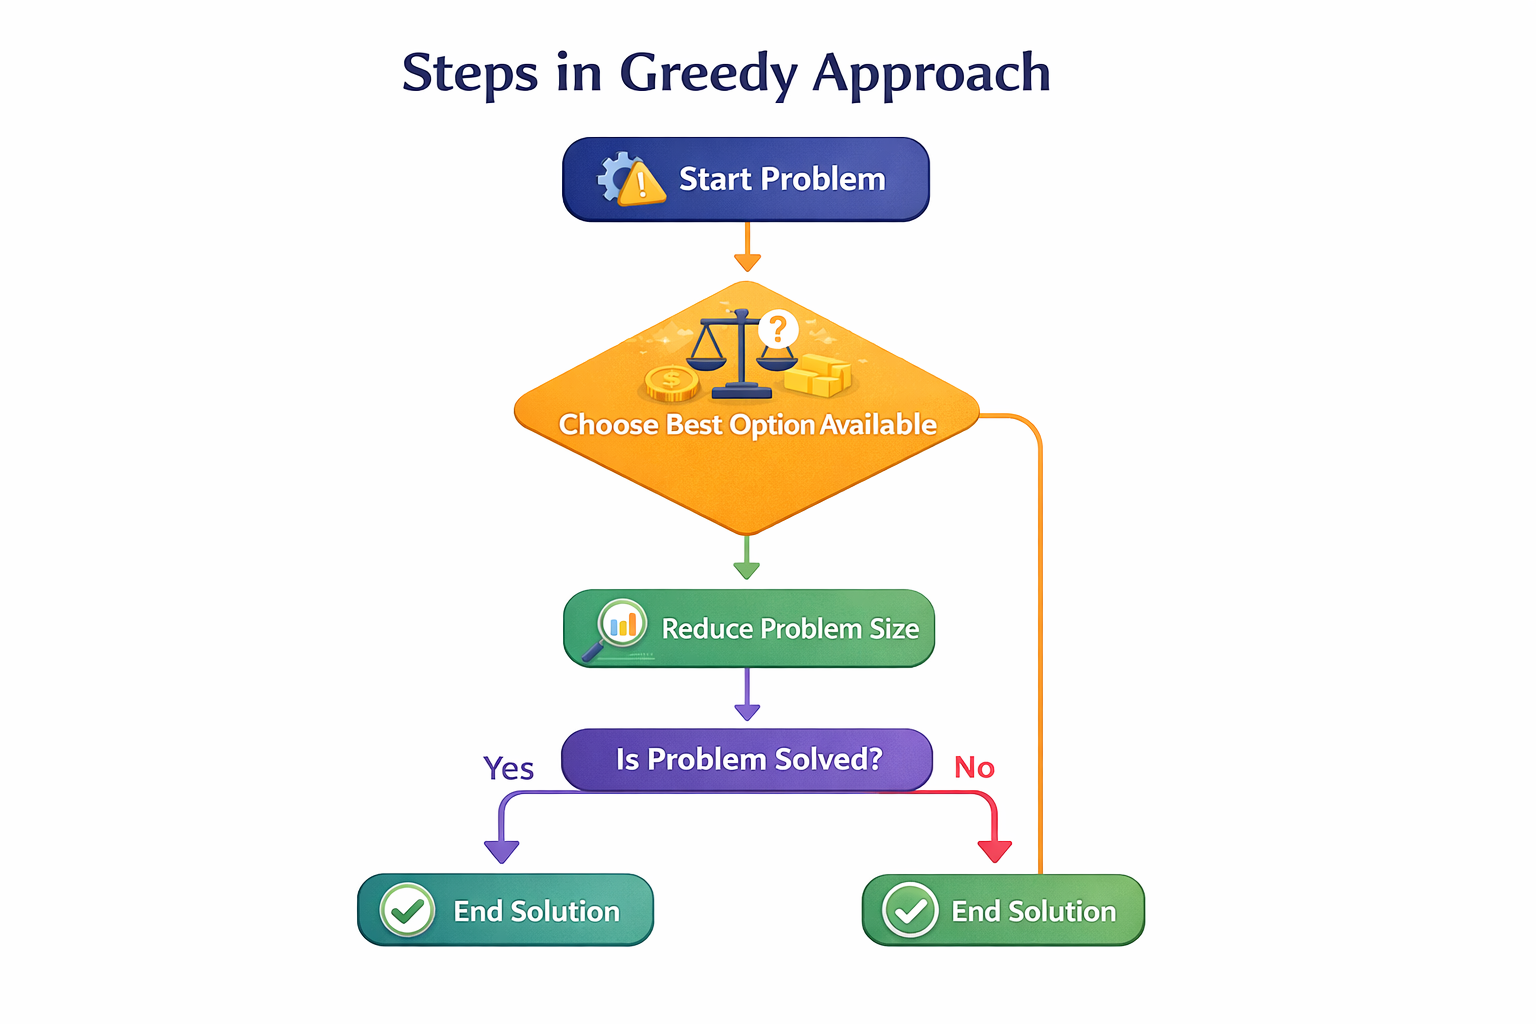 Steps in Greedy Approach
Start Problem
Choose Best Option Available
Reduce Problem Size
Is Problem Solved?
Yes
No
End Solution
End Solution